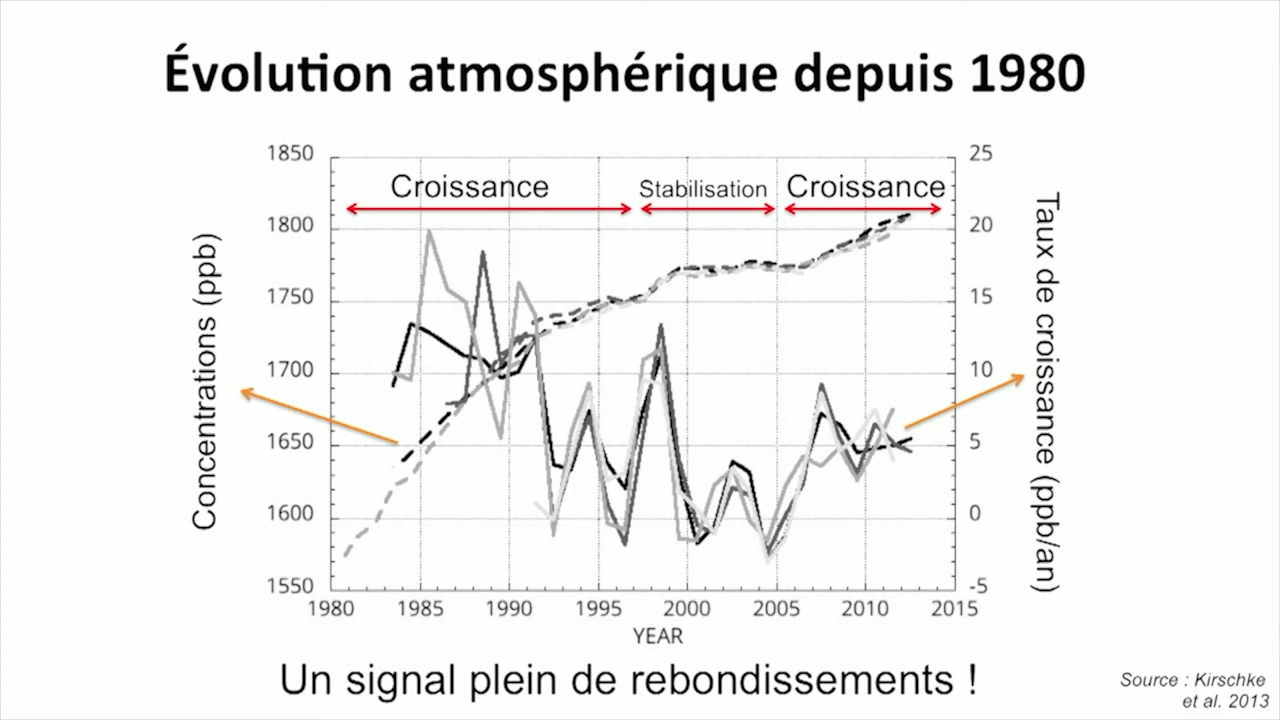 Évolution atmosphérique depuis 1980
1850
1800
1750
1700
1650
1600
1550
Concentrations (ppb)
Croissance
Stabilisation
Croissance
25
20
15
10
5
0
-5
Taux de croissance (ppb/an)
1980 1985 1990 1995 2000 2005 2010 2015
YEAR
Un signal plein de rebondissements !
Source : Kirschke
et al. 2013